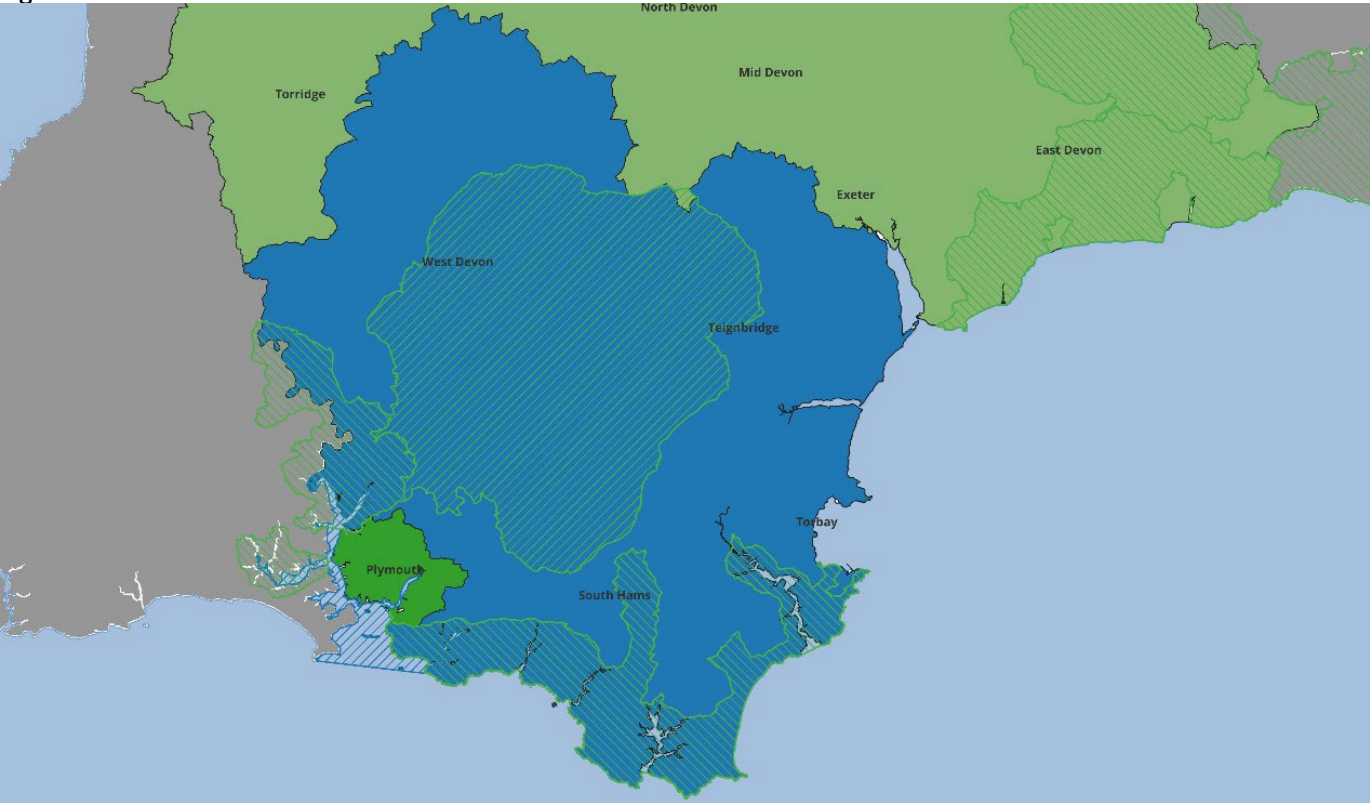 North Devon
Mid Devon
Torridge
East Devon
Exeter
West Devon
Teignbridge
Torbay
Plymouth
South Hams